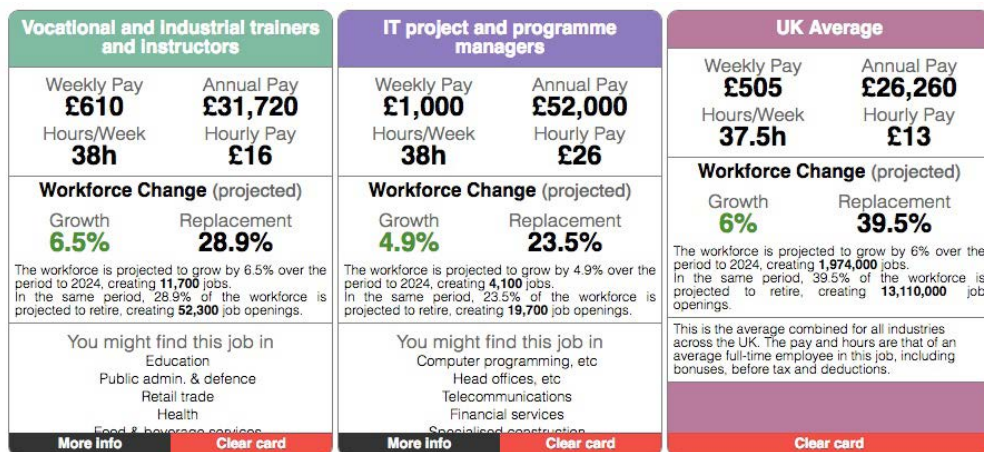 Vocational and industrial trainers
and instructors
Weekly Pay Annual Pay
£610 £31,720
Hours/Week Hourly Pay
38h £16
Workforce Change (projected)
Growth Replacement
6.5% 28.9%
The workforce is projected to grow by 6.5% over the
period to 2024, creating 11,700 jobs.
In the same period, 28.9% of the workforce is
projected to retire, creating 52,300 job openings.
You might find this job in
Education
Public admin. & defence
Retail trade
Health
Food & beverage services
More info Clear card
IT project and programme
managers
Weekly Pay Annual Pay
£1,000 £52,000
Hours/Week Hourly Pay
38h £26
Workforce Change (projected)
Growth Replacement
4.9% 23.5%
The workforce is projected to grow by 4.9% over the
period to 2024, creating 4,100 jobs.
In the same period, 23.5% of the workforce is
projected to retire, creating 19,700 job openings.
You might find this job in
Computer programming, etc
Head offices, etc
Telecommunications
Financial services
Specialised construction
More info Clear card
UK Average
Weekly Pay Annual Pay
£505 £26,260
Hours/Week Hourly Pay
37.5h £13
Workforce Change (projected)
Growth Replacement
6% 39.5%
The workforce is projected to grow by 6% over the
period to 2024, creating 1,974,000 jobs.
In the same period, 39.5% of the workforce is
projected to retire, creating 13,110,000 job
openings.
This is the average combined for all industries
across the UK. The pay and hours are that of an
average full-time employee in this job, including
bonuses, before tax and deductions.
Clear card